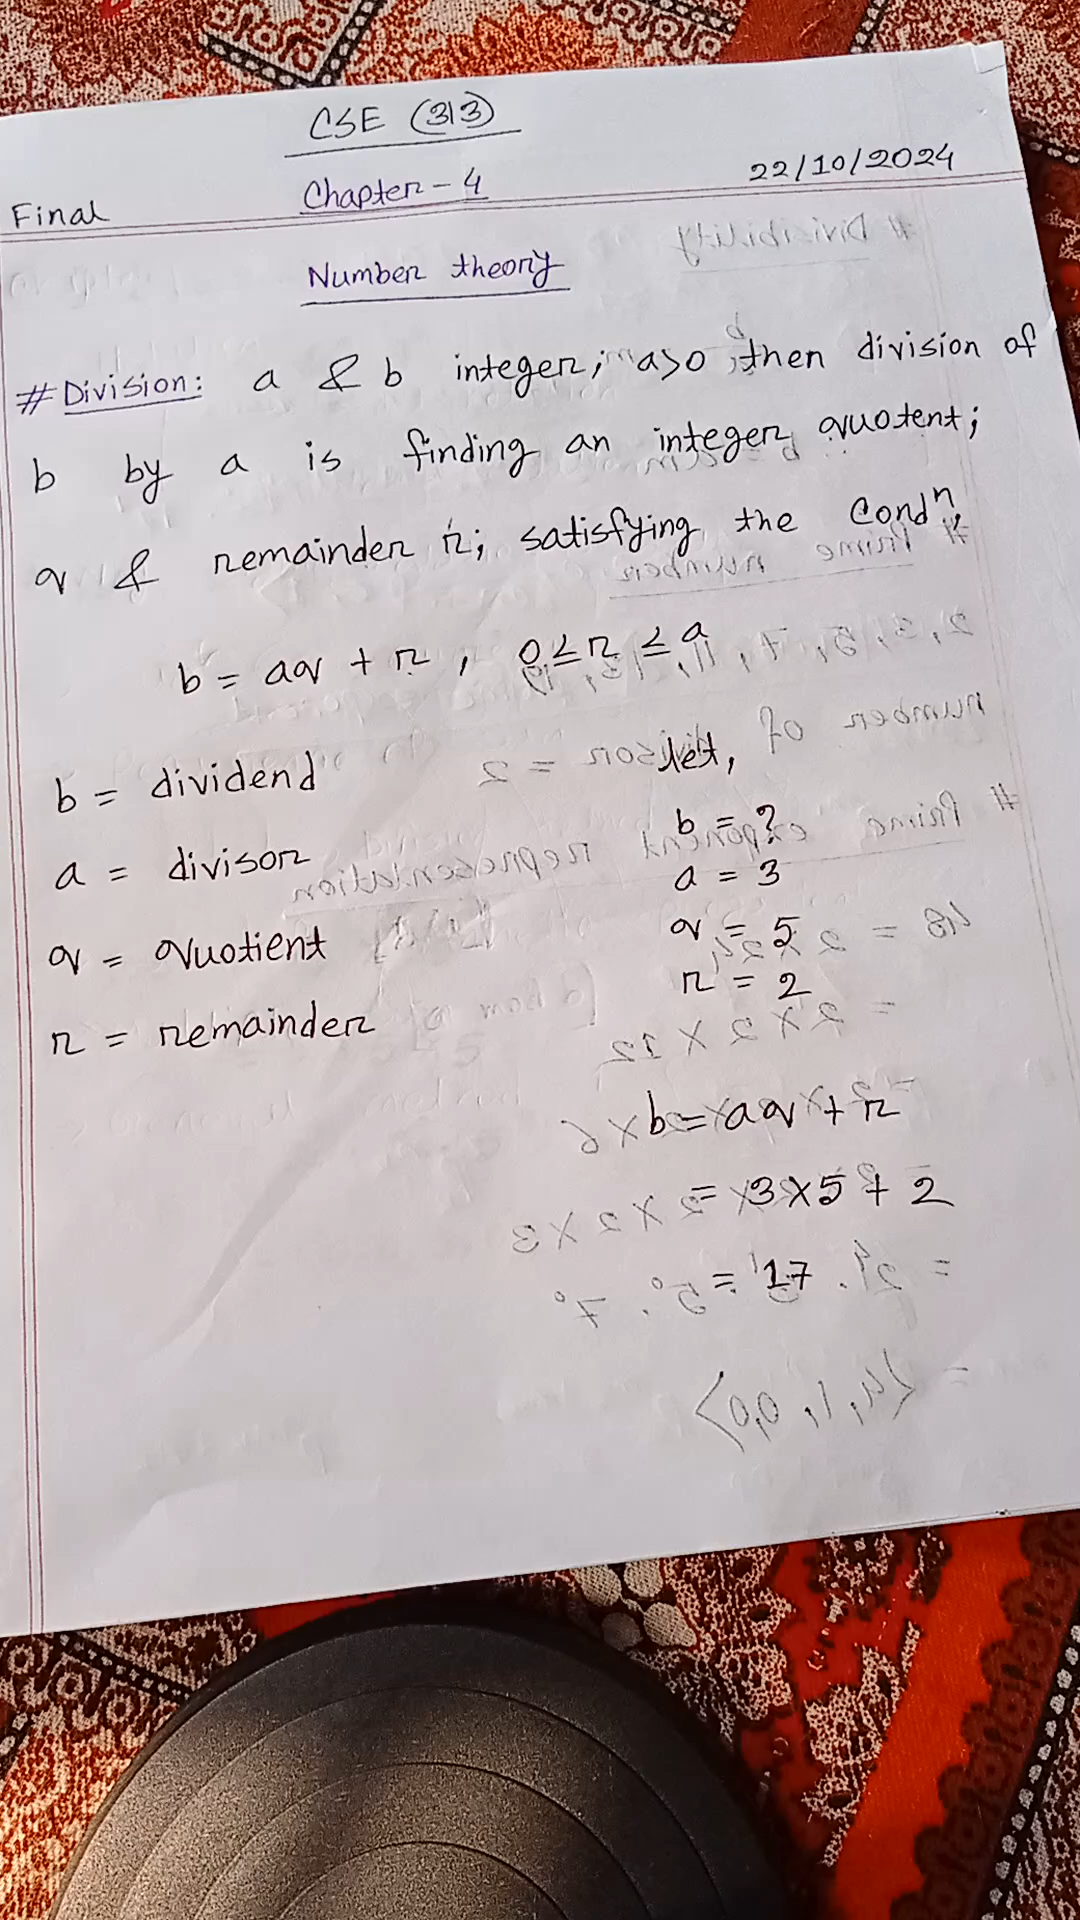 CSE (313)
Final
Chapter - 4
22/10/2024
Number theory
# Division: a & b integer; a>0, then division of
b by a is finding an integer quotent;
q & remainder r; satisfying the Condⁿ,
b = aq + r , 0 ≤ r ≤ a
b = dividend
a = divisor
q = Quotient
r = remainder
let,
b = ?
a = 3
q = 5
r = 2
b = aq + r
= 3×5 + 2
= 17